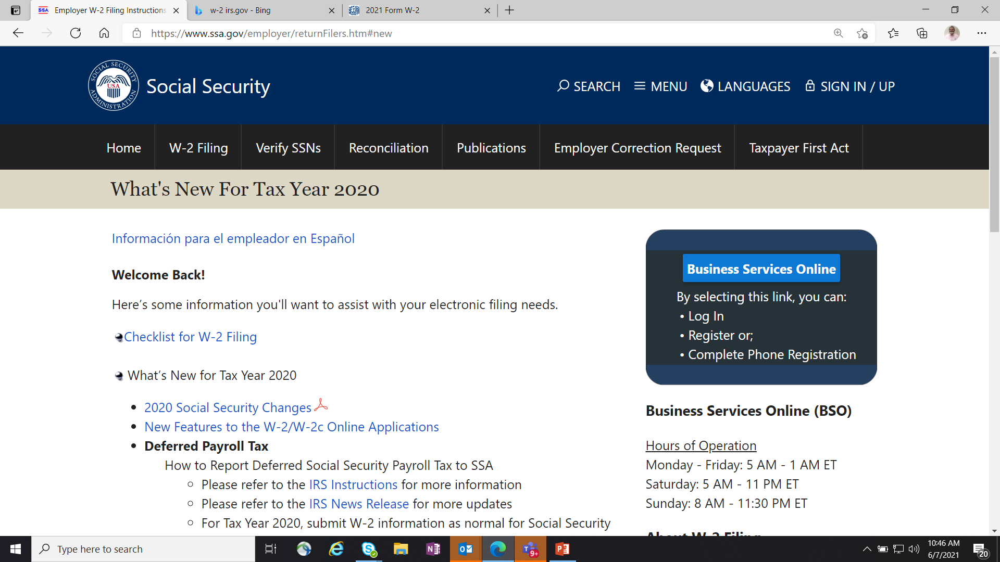 Employer W-2 Filing Instructions
w-2 irs.gov - Bing
2021 Form W-2
https://www.ssa.gov/employer/returnFilers.htm#new
SOCIAL SECURITY
USA
ADMINISTRATION
Social Security
SEARCH
MENU
LANGUAGES
SIGN IN / UP
Home
W-2 Filing
Verify SSNs
Reconciliation
Publications
Employer Correction Request
Taxpayer First Act
What's New For Tax Year 2020
Información para el empleador en Español
Welcome Back!
Here’s some information you'll want to assist with your electronic filing needs.
Checklist for W-2 Filing
What’s New for Tax Year 2020
• 2020 Social Security Changes
• New Features to the W-2/W-2c Online Applications
• Deferred Payroll Tax
How to Report Deferred Social Security Payroll Tax to SSA
○ Please refer to the IRS Instructions for more information
○ Please refer to the IRS News Release for more updates
○ For Tax Year 2020, submit W-2 information as normal for Social Security
Business Services Online
By selecting this link, you can:
• Log In
• Register or;
• Complete Phone Registration
Business Services Online (BSO)
Hours of Operation
Monday - Friday: 5 AM - 1 AM ET
Saturday: 5 AM - 11 PM ET
Sunday: 8 AM - 11:30 PM ET
About W-2 Filing
Type here to search
9+
10:46 AM
6/7/2021
20